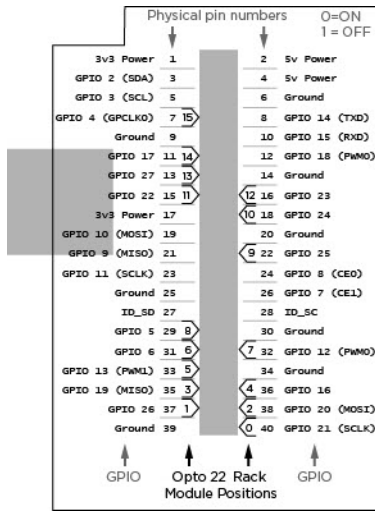 Physical pin numbers 0=ON
1 = OFF
3v3 Power 1 2 5v Power
GPIO 2 (SDA) 3 4 5v Power
GPIO 3 (SCL) 5 6 Ground
GPIO 4 (GPCLK0) 7 15 8 GPIO 14 (TXD)
Ground 9 10 GPIO 15 (RXD)
GPIO 17 11 14 12 GPIO 18 (PWM0)
GPIO 27 13 13 14 Ground
GPIO 22 15 11 12 16 GPIO 23
3v3 Power 17 10 18 GPIO 24
GPIO 10 (MOSI) 19 20 Ground
GPIO 9 (MISO) 21 9 22 GPIO 25
GPIO 11 (SCLK) 23 24 GPIO 8 (CE0)
Ground 25 26 GPIO 7 (CE1)
ID_SD 27 28 ID_SC
GPIO 5 29 8 30 Ground
GPIO 6 31 6 7 32 GPIO 12 (PWM0)
GPIO 13 (PWM1) 33 5 34 Ground
GPIO 19 (MISO) 35 3 4 36 GPIO 16
GPIO 26 37 1 2 38 GPIO 20 (MOSI)
Ground 39 0 40 GPIO 21 (SCLK)
GPIO Opto 22 Rack GPIO
Module Positions